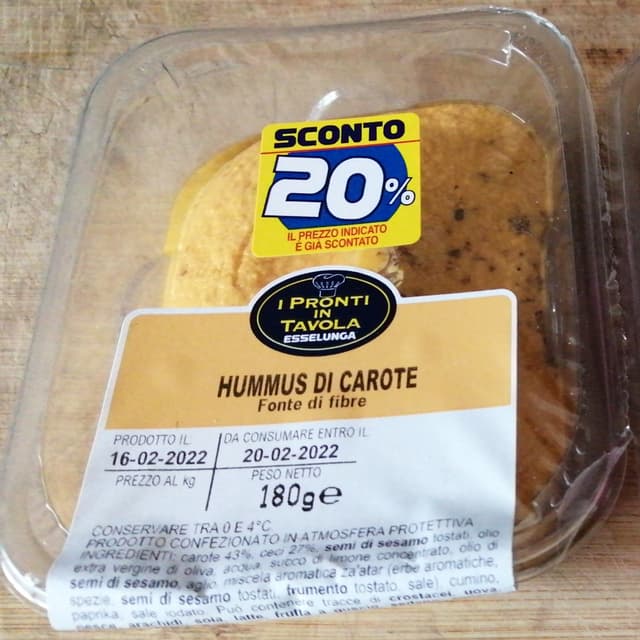 SCONTO
20%
IL PREZZO INDICATO
È GIÀ SCONTATO
I PRONTI
IN
TAVOLA
ESSELUNGA
HUMMUS DI CAROTE
Fonte di fibre
PRODOTTO IL
16-02-2022
DA CONSUMARE ENTRO IL
20-02-2022
PREZZO AL kg
PESO NETTO
180g℮
CONSERVARE TRA 0 E 4°C.
PRODOTTO CONFEZIONATO IN ATMOSFERA PROTETTIVA
INGREDIENTI: carote 43%, ceci 27%, semi di sesamo tostati, olio
extra vergine di oliva, acqua, succo di limone concentrato, olio di
semi di sesamo, aglio, miscela aromatica za'atar (erbe aromatiche,
spezie, semi di sesamo tostati, frumento tostato, sale), cumino,
paprika, sale iodato. Può contenere tracce di crostacei, uova,
pesce, arachidi, soia, latte, frutta a guscio